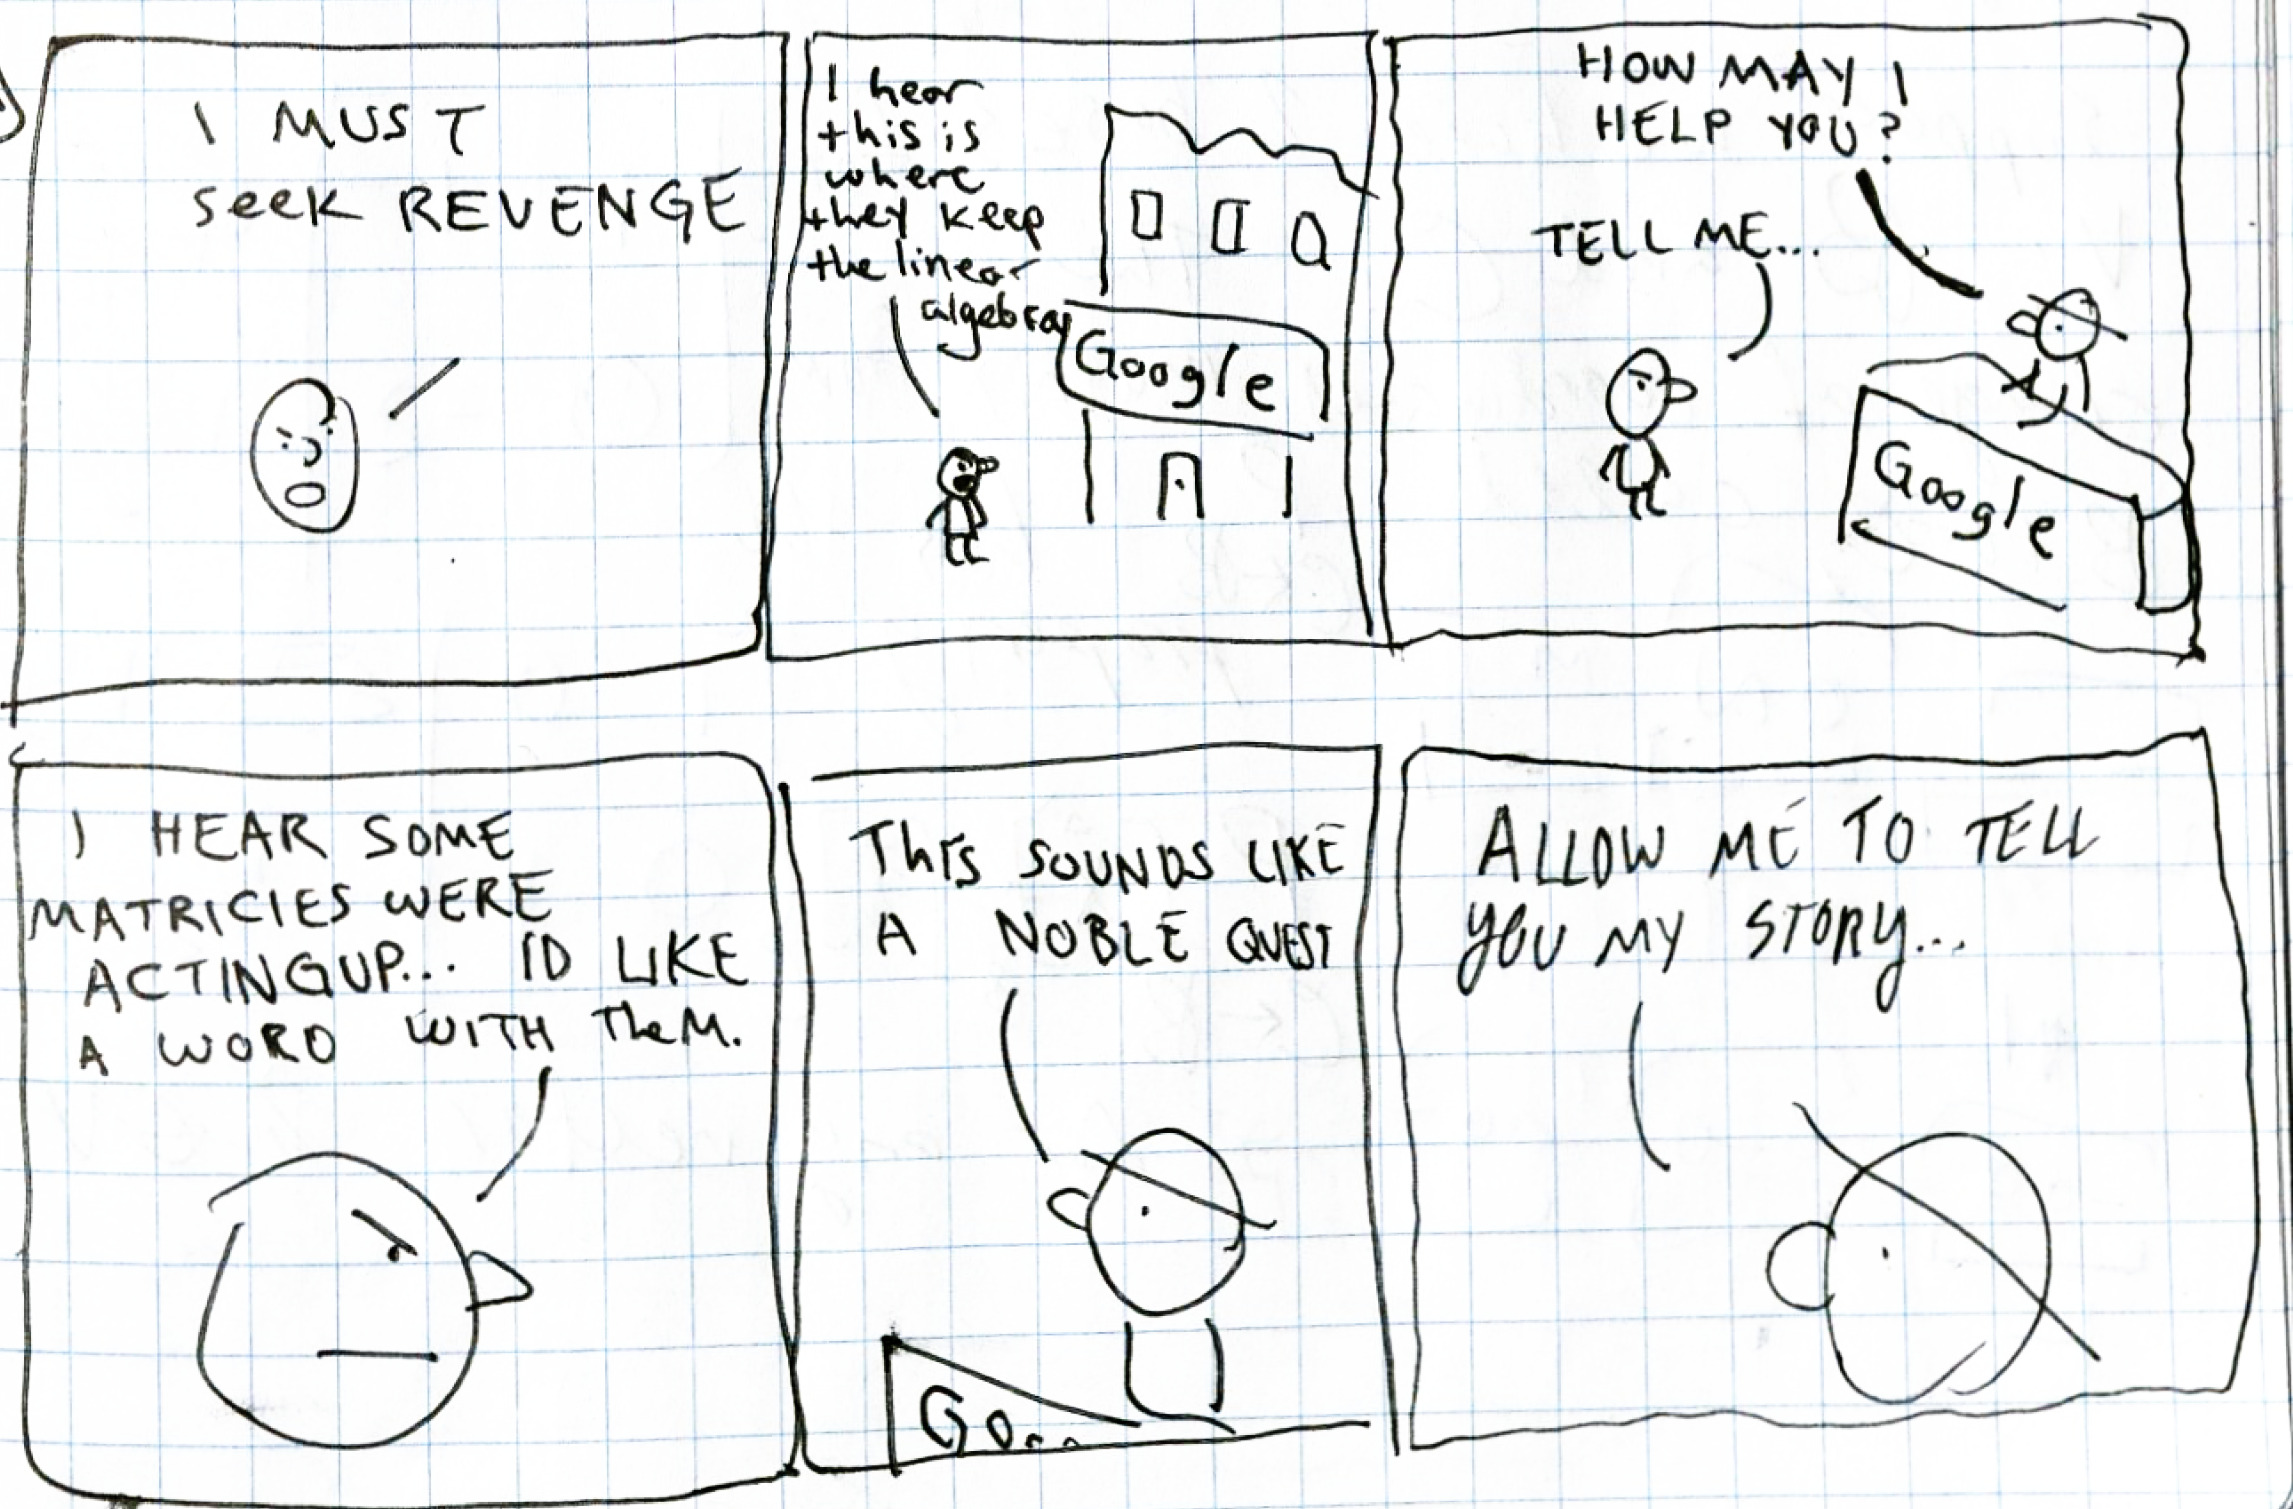 I MUST
seek REVENGE
I hear
this is
where
they keep
the linear
algebra
Google
HOW MAY I
HELP YOU?
TELL ME...
Google
I HEAR SOME
MATRICIES WERE
ACTING UP... ID LIKE
A WORD WITH TheM.
ThIS SOUNDS LIKE
A NOBLE QUEST
Go...
ALLOW ME TO TELL
YOU MY STORY...